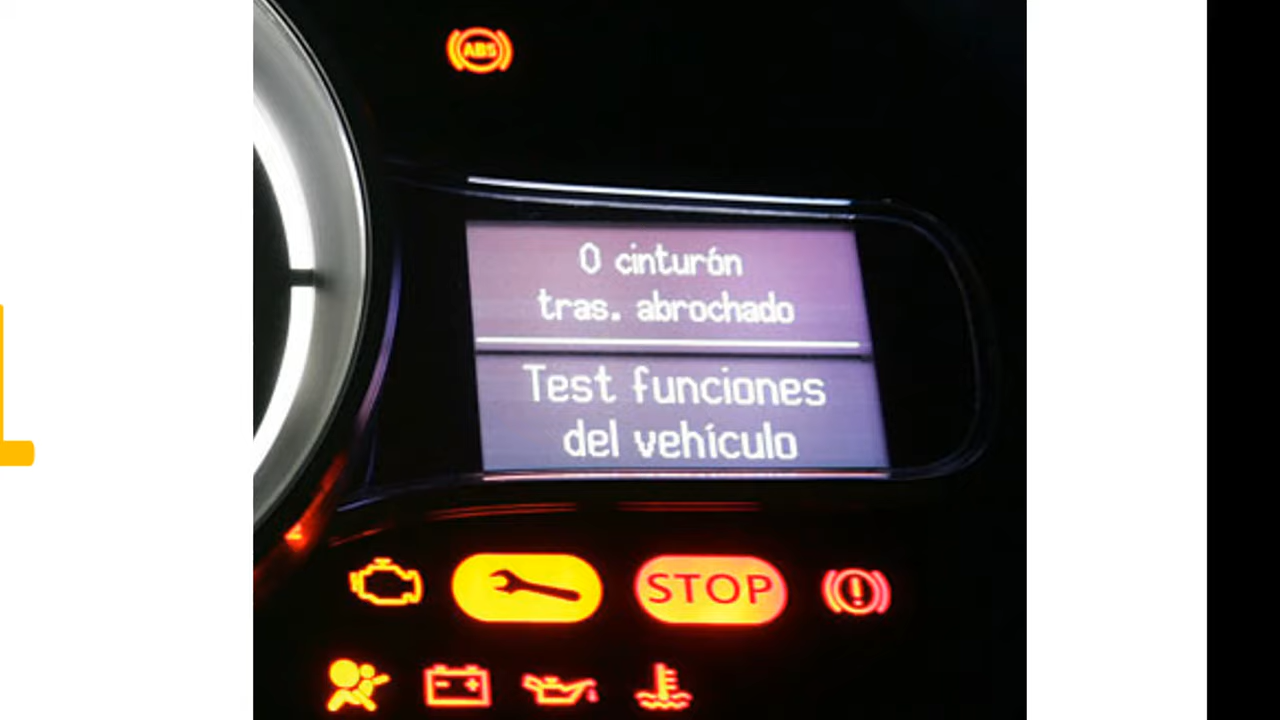 ABS
0 cinturón
tras. abrochado
Test funciones
del vehículo
STOP